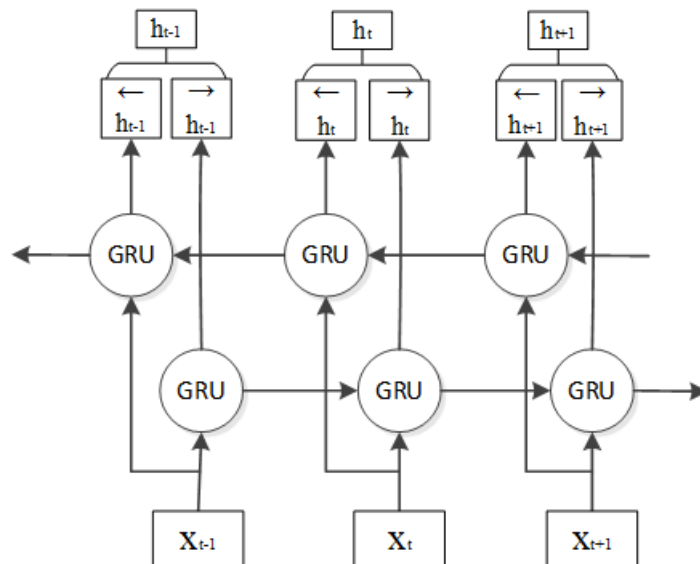 ht-1 ht ht+1
← → ← → ← →
ht-1 ht-1 ht ht ht+1 ht+1
GRU GRU GRU
GRU GRU GRU
Xt-1 Xt Xt+1